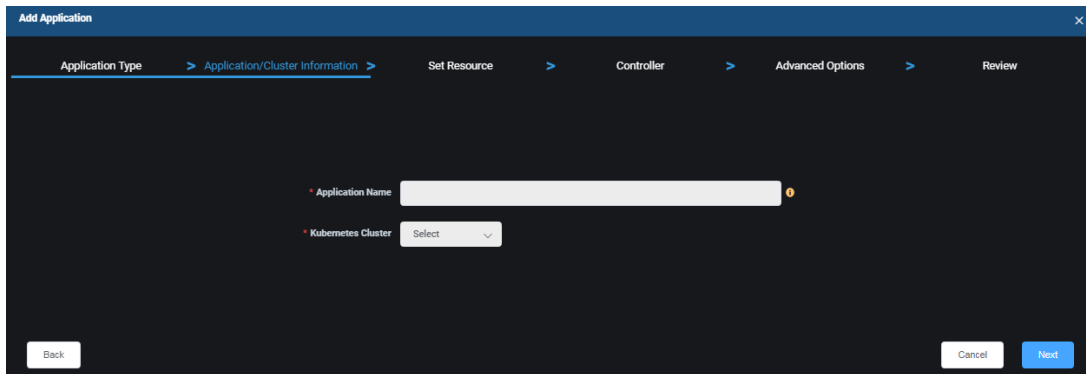 Add Application
Application Type > Application/Cluster Information > Set Resource > Controller > Advanced Options > Review
* Application Name
* Kubernetes Cluster Select
Back Cancel Next